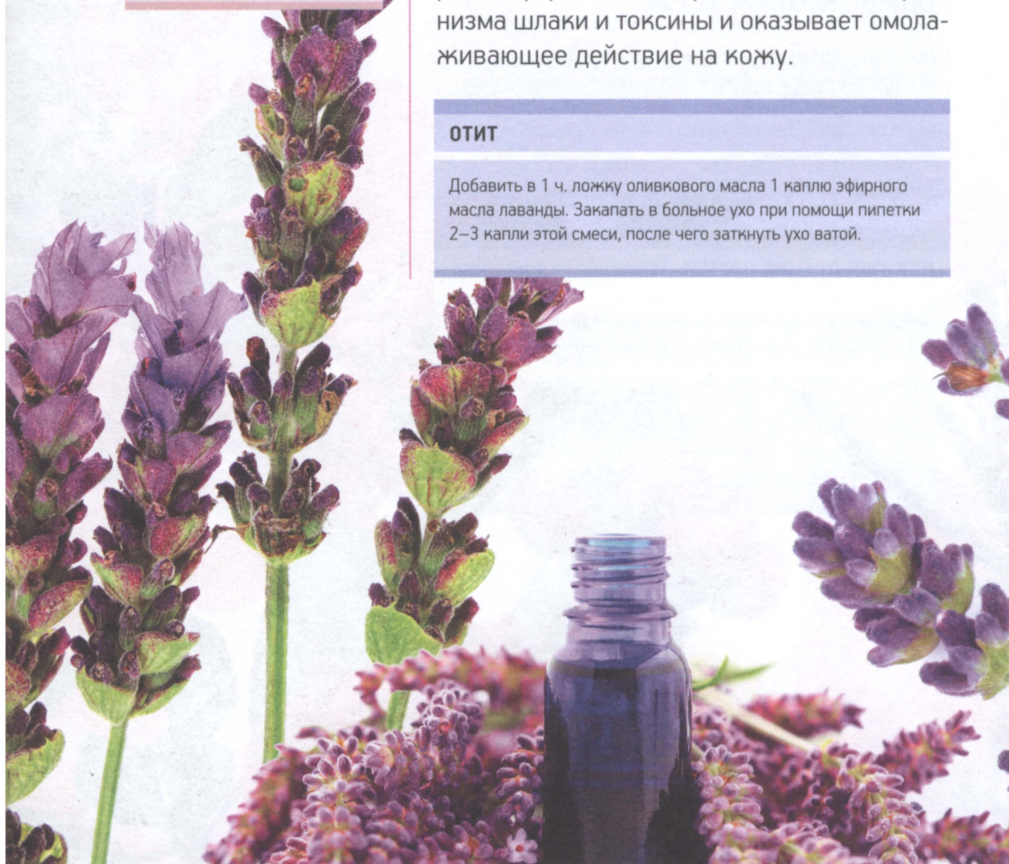 низма шлаки и токсины и оказывает омола-
живающее действие на кожу.
ОТИТ
Добавить в 1 ч. ложку оливкового масла 1 каплю эфирного
масла лаванды. Закапать в больное ухо при помощи пипетки
2–3 капли этой смеси, после чего заткнуть ухо ватой.